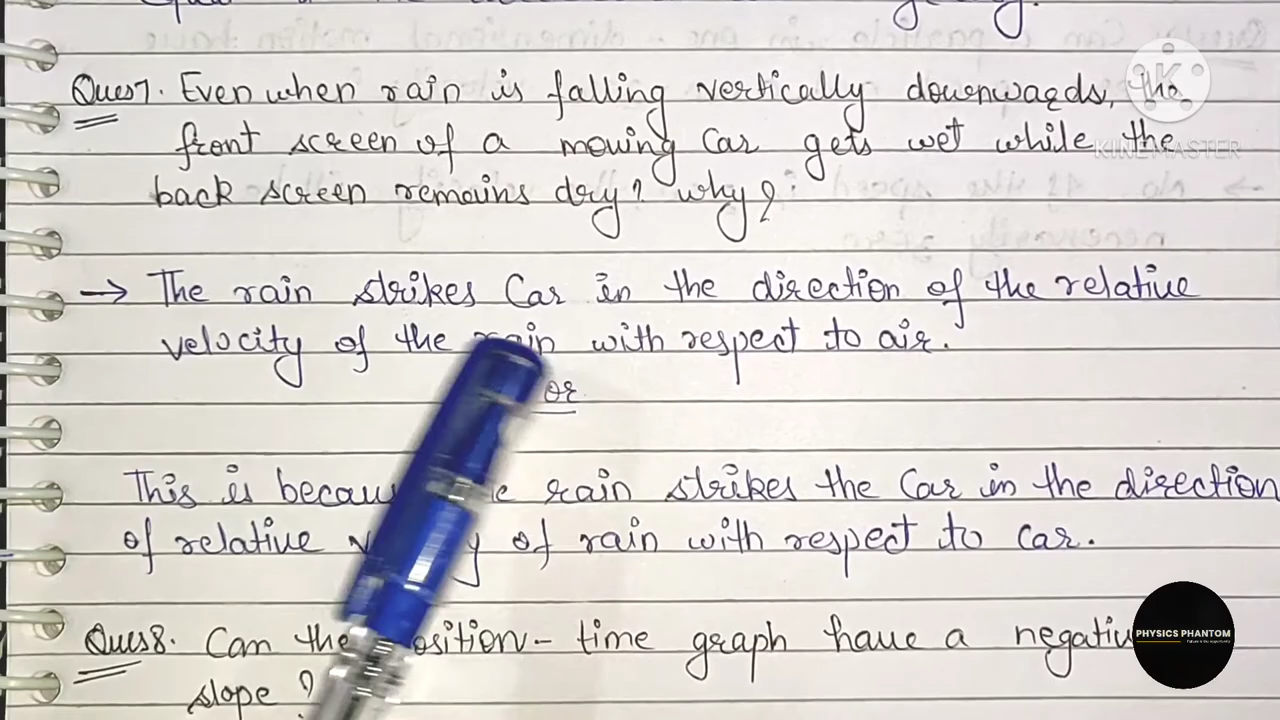 Ques7. Even when rain is falling vertically downwards, the
front screen of a moving Car gets wet while the
back screen remains dry? why?
→ The rain strikes Car in the direction of the relative
velocity of the rain with respect to air.
or
This is becau rain strikes the Car in the direction
of relative of rain with respect to car.
Ques8. Can the position - time graph have a negativ
slope?
KINEMASTER
PHYSICS PHANTOM